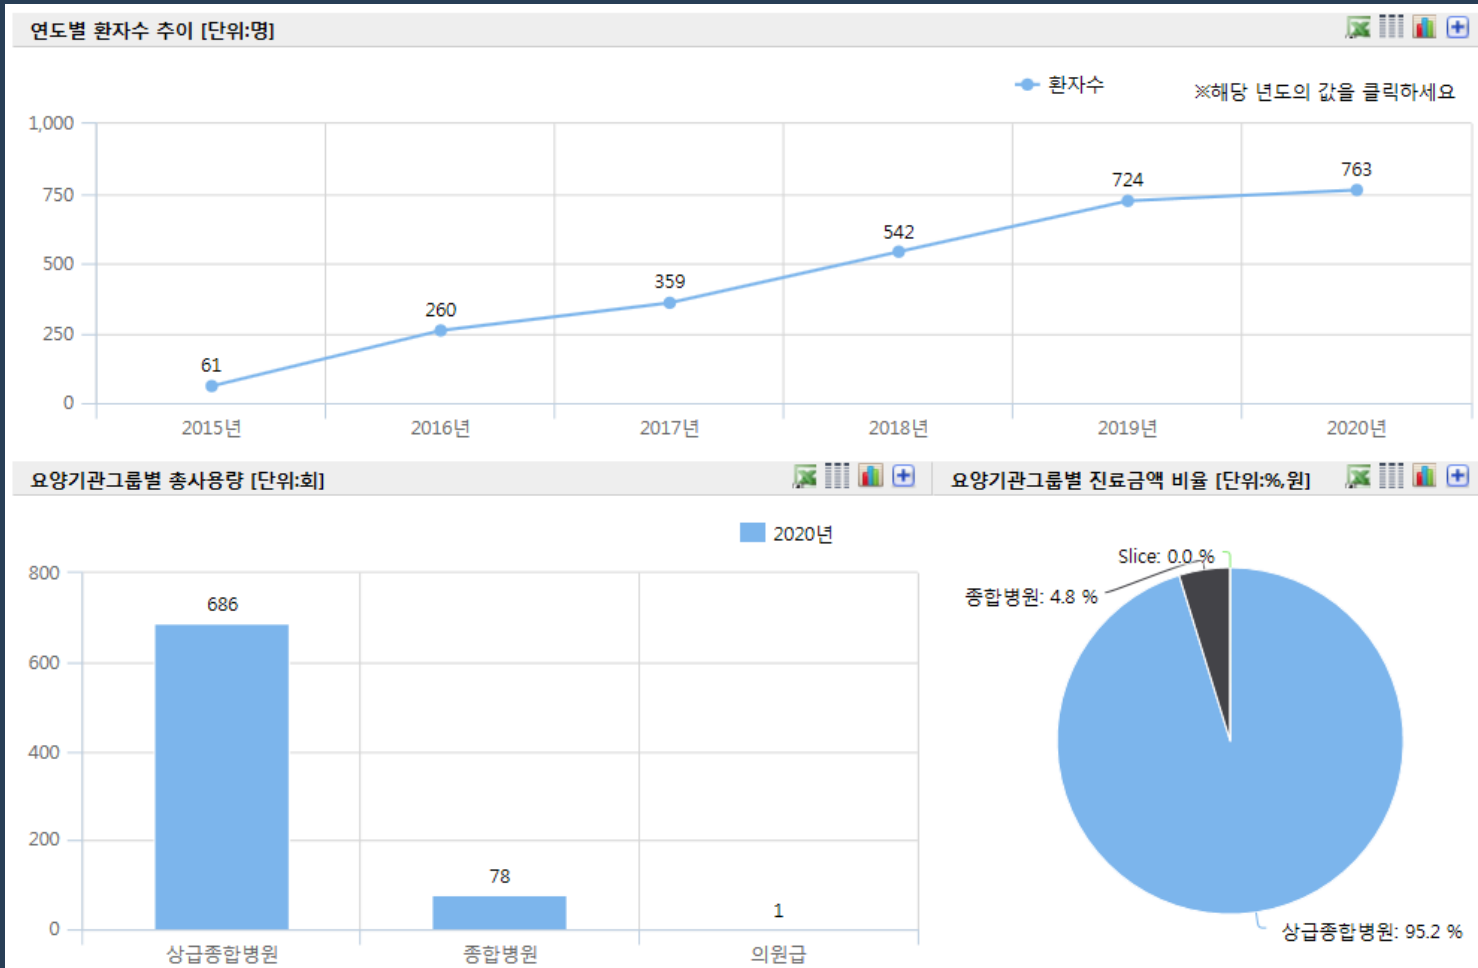 연도별 환자수 추이 [단위:명]
환자수
※해당 년도의 값을 클릭하세요
1,000
750
500
250
0
61
260
359
542
724
763
2015년
2016년
2017년
2018년
2019년
2020년
요양기관그룹별 총사용량 [단위:회]
2020년
800
600
400
200
0
686
78
1
상급종합병원
종합병원
의원급
요양기관그룹별 진료금액 비율 [단위:%,원]
Slice: 0.0 %
종합병원: 4.8 %
상급종합병원: 95.2 %